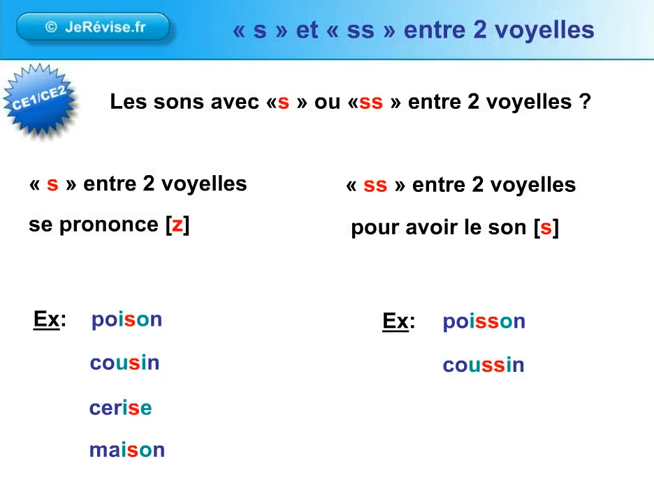 © JeRévise.fr
« s » et « ss » entre 2 voyelles
CE1/CE2
Les sons avec «s » ou «ss » entre 2 voyelles ?
« s » entre 2 voyelles
se prononce [z]
« ss » entre 2 voyelles
pour avoir le son [s]
Ex: poison
cousin
cerise
maison
Ex: poisson
coussin